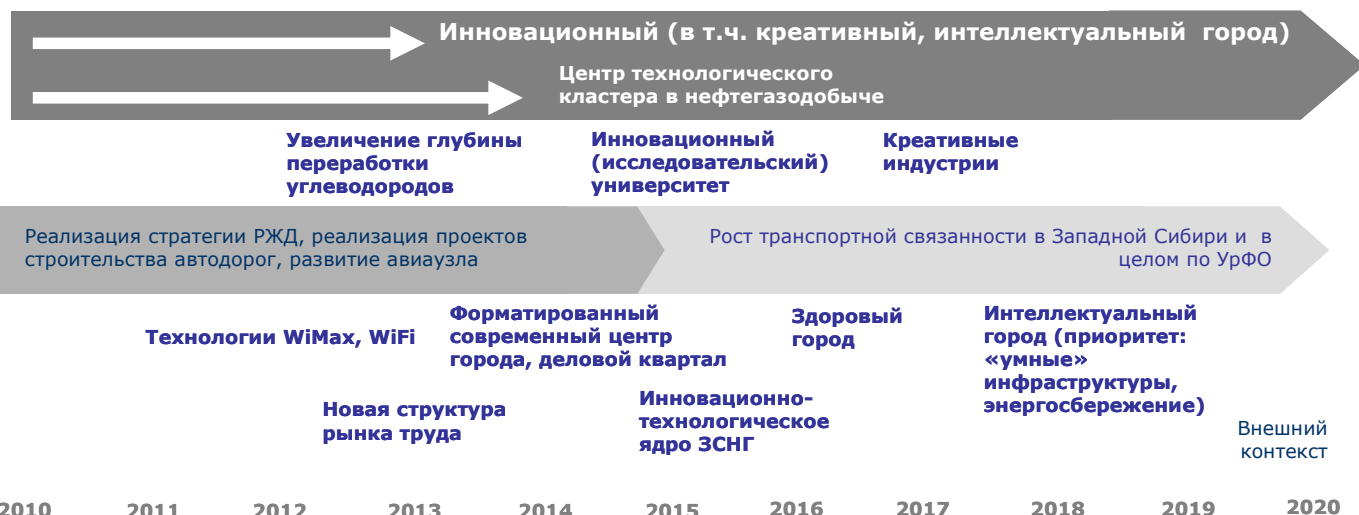 Инновационный (в т.ч. креативный, интеллектуальный город)
Центр технологического
кластера в нефтегазодобыче
Увеличение глубины
переработки
углеводородов
Инновационный
(исследовательский)
университет
Креативные
индустрии
Реализация стратегии РЖД, реализация проектов
строительства автодорог, развитие авиаузла
Рост транспортной связанности в Западной Сибири и в
целом по УрФО
Технологии WiMax, WiFi
Форматированный
современный центр
города, деловой квартал
Здоровый
город
Интеллектуальный
город (приоритет:
«умные»
инфраструктуры,
энергосбережение)
Новая структура
рынка труда
Инновационно-
технологическое
ядро ЗСНГ
Внешний
контекст
2010 2011 2012 2013 2014 2015 2016 2017 2018 2019 2020